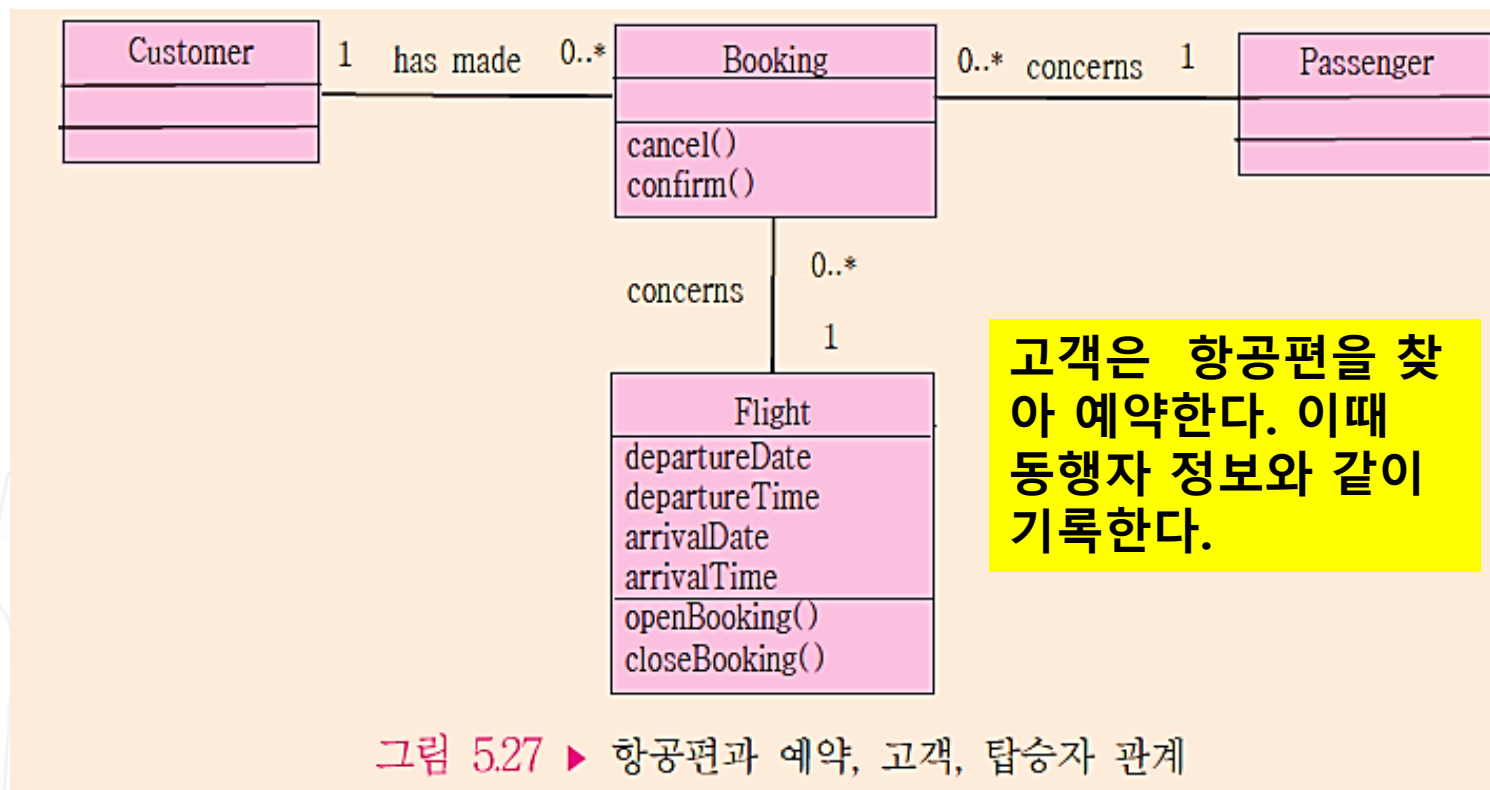 Customer
1 has made 0..*
Booking
0..* concerns 1
Passenger
cancel()
confirm()
concerns
0..*
1
Flight
departureDate
departureTime
arrivalDate
arrivalTime
openBooking()
closeBooking()
고객은 항공편을 찾
아 예약한다. 이때
동행자 정보와 같이
기록한다.
그림 5.27 ▶ 항공편과 예약, 고객, 탑승자 관계